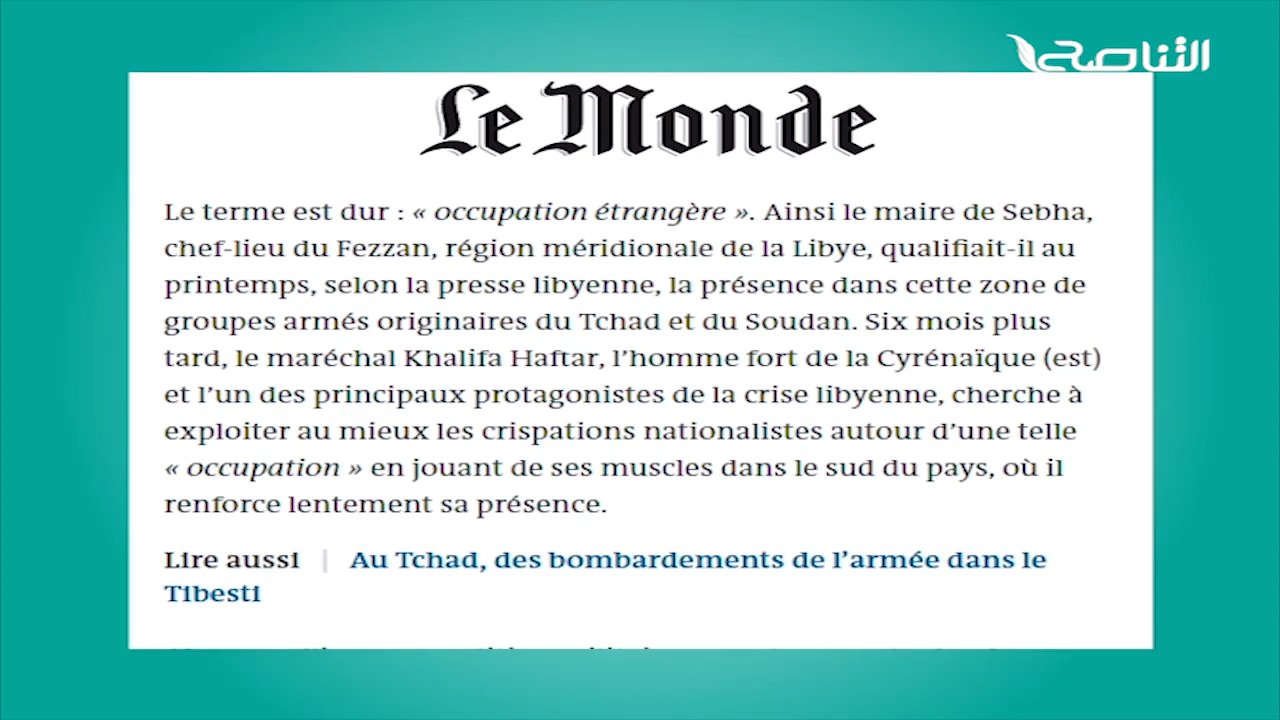 التناصح
Le Monde
Le terme est dur : « occupation étrangère ». Ainsi le maire de Sebha,
chef-lieu du Fezzan, région méridionale de la Libye, qualifiait-il au
printemps, selon la presse libyenne, la présence dans cette zone de
groupes armés originaires du Tchad et du Soudan. Six mois plus
tard, le maréchal Khalifa Haftar, l’homme fort de la Cyrénaïque (est)
et l’un des principaux protagonistes de la crise libyenne, cherche à
exploiter au mieux les crispations nationalistes autour d’une telle
« occupation » en jouant de ses muscles dans le sud du pays, où il
renforce lentement sa présence.
Lire aussi | Au Tchad, des bombardements de l’armée dans le
Tibesti